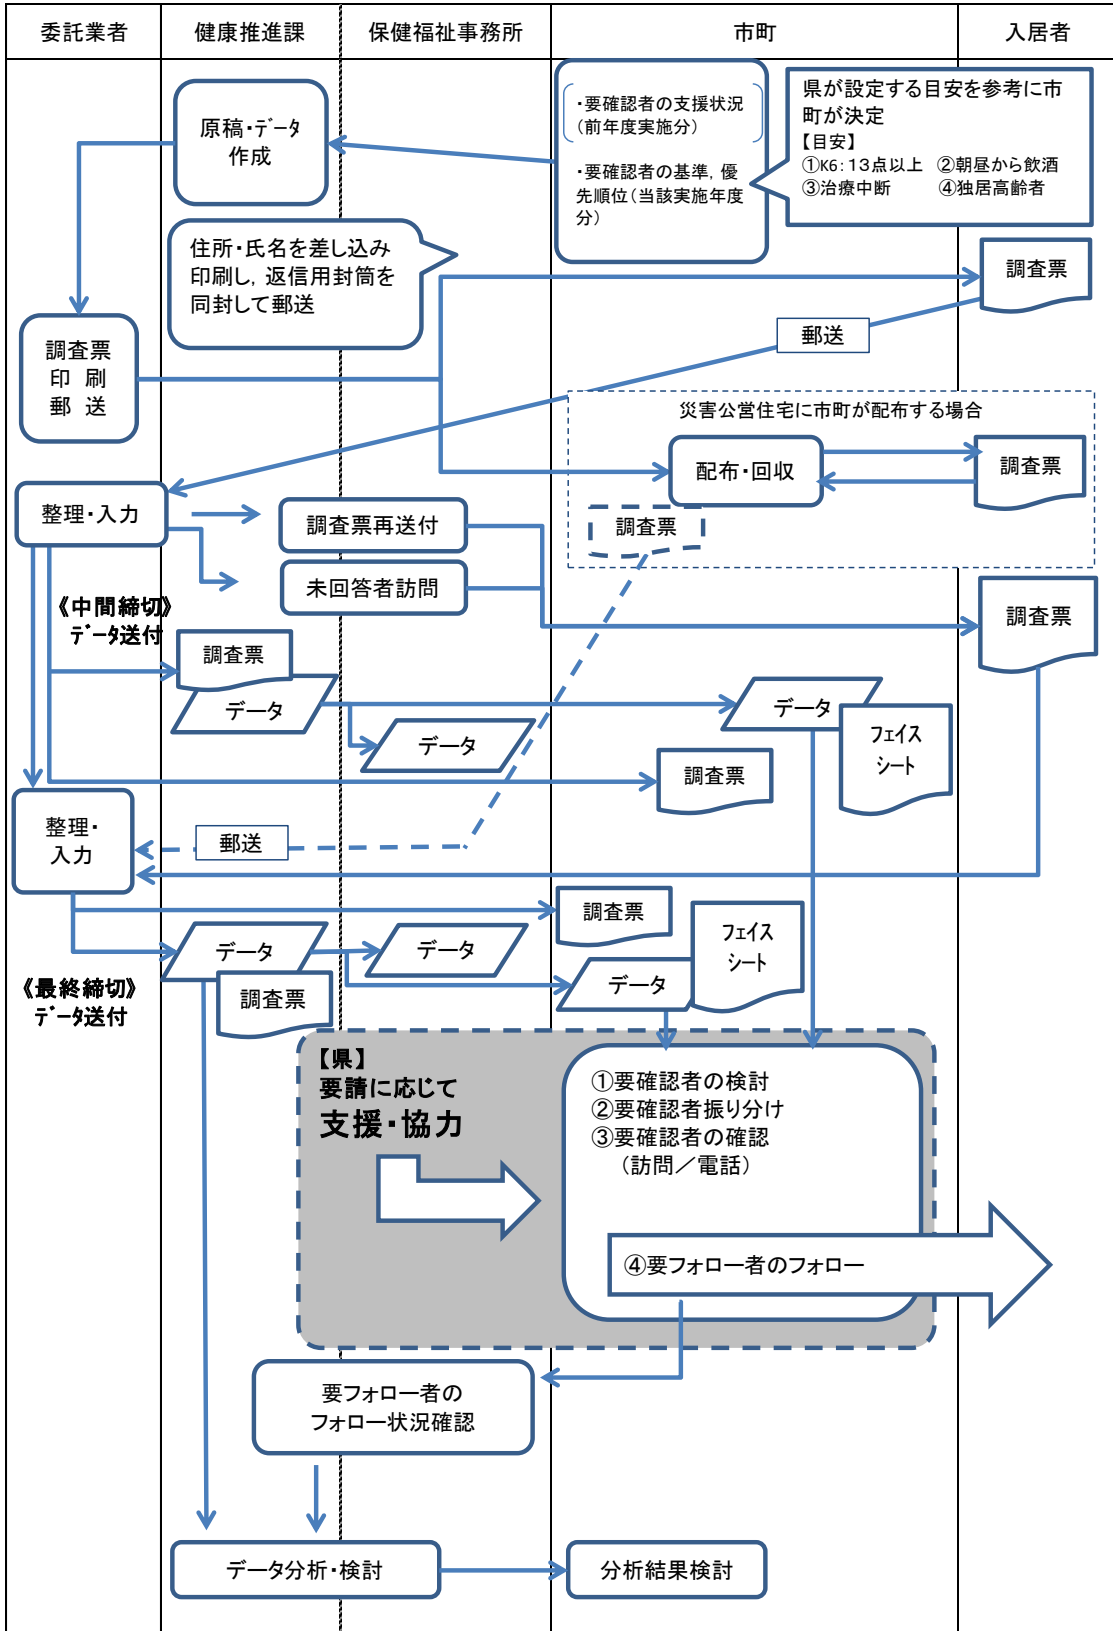 委託業者
健康推進課
保健福祉事務所
市町
入居者
原稿・データ
作成
・要確認者の支援状況
(前年度実施分)
・要確認者の基準，優
先順位(当該実施年度
分)
県が設定する目安を参考に市
町が決定
【目安】
①K6：13点以上　②朝昼から飲酒
③治療中断　④独居高齢者
住所・氏名を差し込み
印刷し，返信用封筒を
同封して郵送
調査票
調査票
印　刷
郵　送
郵送
災害公営住宅に市町が配布する場合
配布・回収
調査票
調査票
整理・入力
調査票再送付
未回答者訪問
調査票
《中間締切》
データ送付
調査票
データ
データ
データ
フェイス
シート
調査票
整理・
入力
郵送
調査票
データ
データ
フェイス
シート
データ
調査票
《最終締切》
データ送付
【県】
要請に応じて
支援・協力
①要確認者の検討
②要確認者振り分け
③要確認者の確認
(訪問／電話)
④要フォロー者のフォロー
要フォロー者の
フォロー状況確認
データ分析・検討
分析結果検討